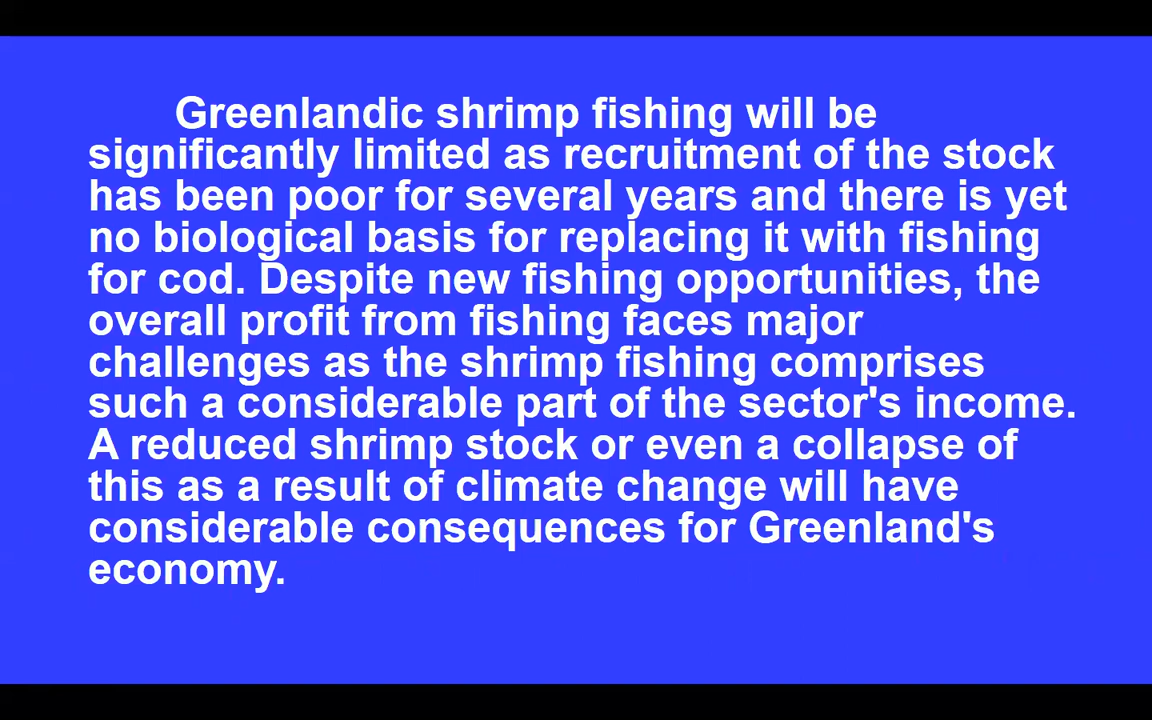 Greenlandic shrimp fishing will be
significantly limited as recruitment of the stock
has been poor for several years and there is yet
no biological basis for replacing it with fishing
for cod. Despite new fishing opportunities, the
overall profit from fishing faces major
challenges as the shrimp fishing comprises
such a considerable part of the sector's income.
A reduced shrimp stock or even a collapse of
this as a result of climate change will have
considerable consequences for Greenland's
economy.